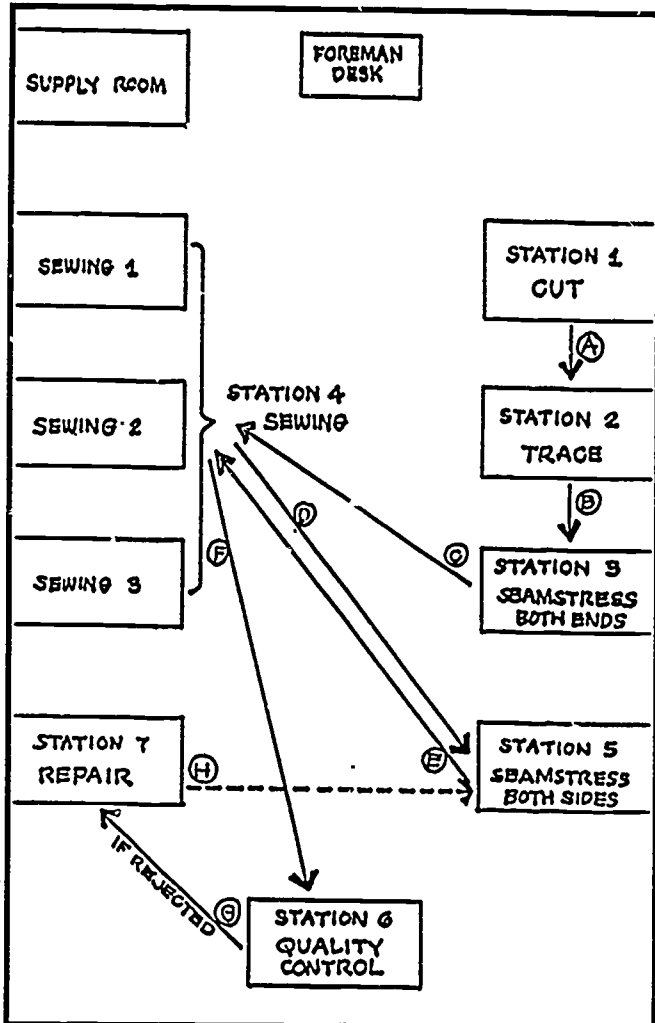 SUPPLY ROOM
FOREMAN
DESK
SEWING 1
STATION 1
CUT
A
SEWING 2
STATION 4
SEWING
STATION 2
TRACE
D
B
F
C
SEWING 3
STATION 3
SEAMSTRESS
BOTH ENDS
STATION 7
REPAIR
H
E
STATION 5
SEAMSTRESS
BOTH SIDES
IF REJECTED
G
STATION 6
QUALITY
CONTROL